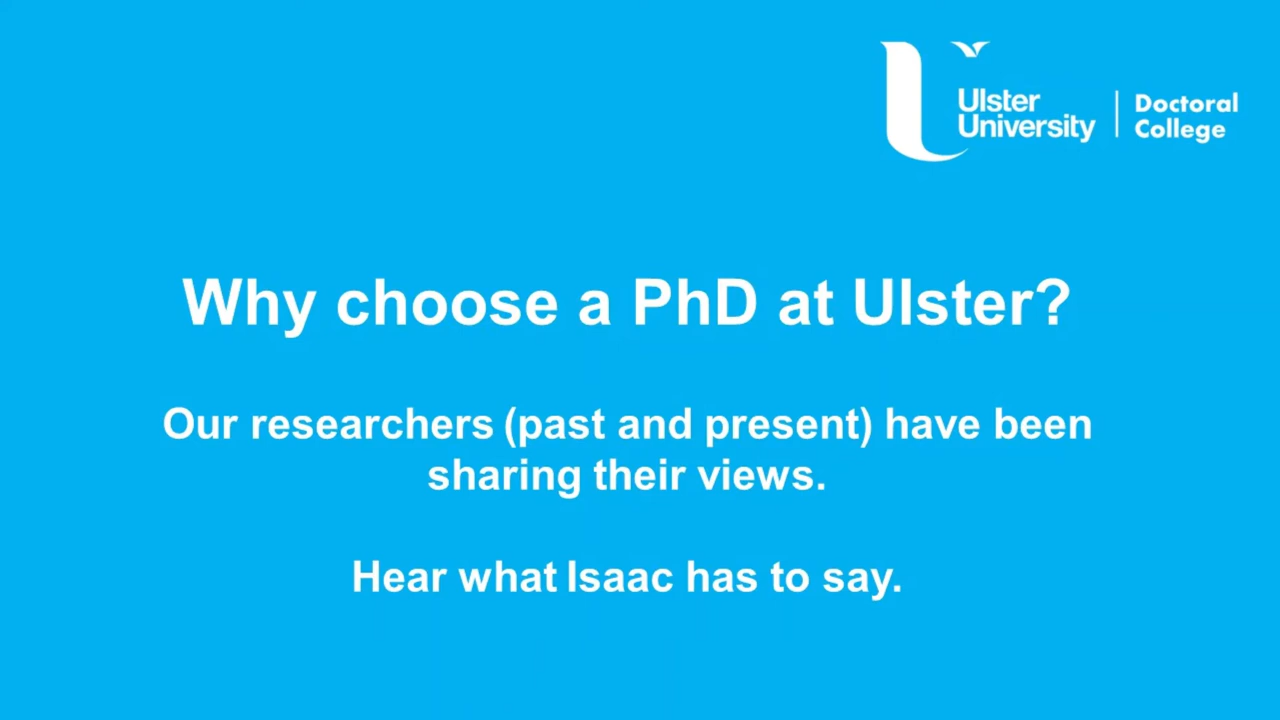 Ulster
University
Doctoral
College
Why choose a PhD at Ulster?
Our researchers (past and present) have been
sharing their views.
Hear what Isaac has to say.